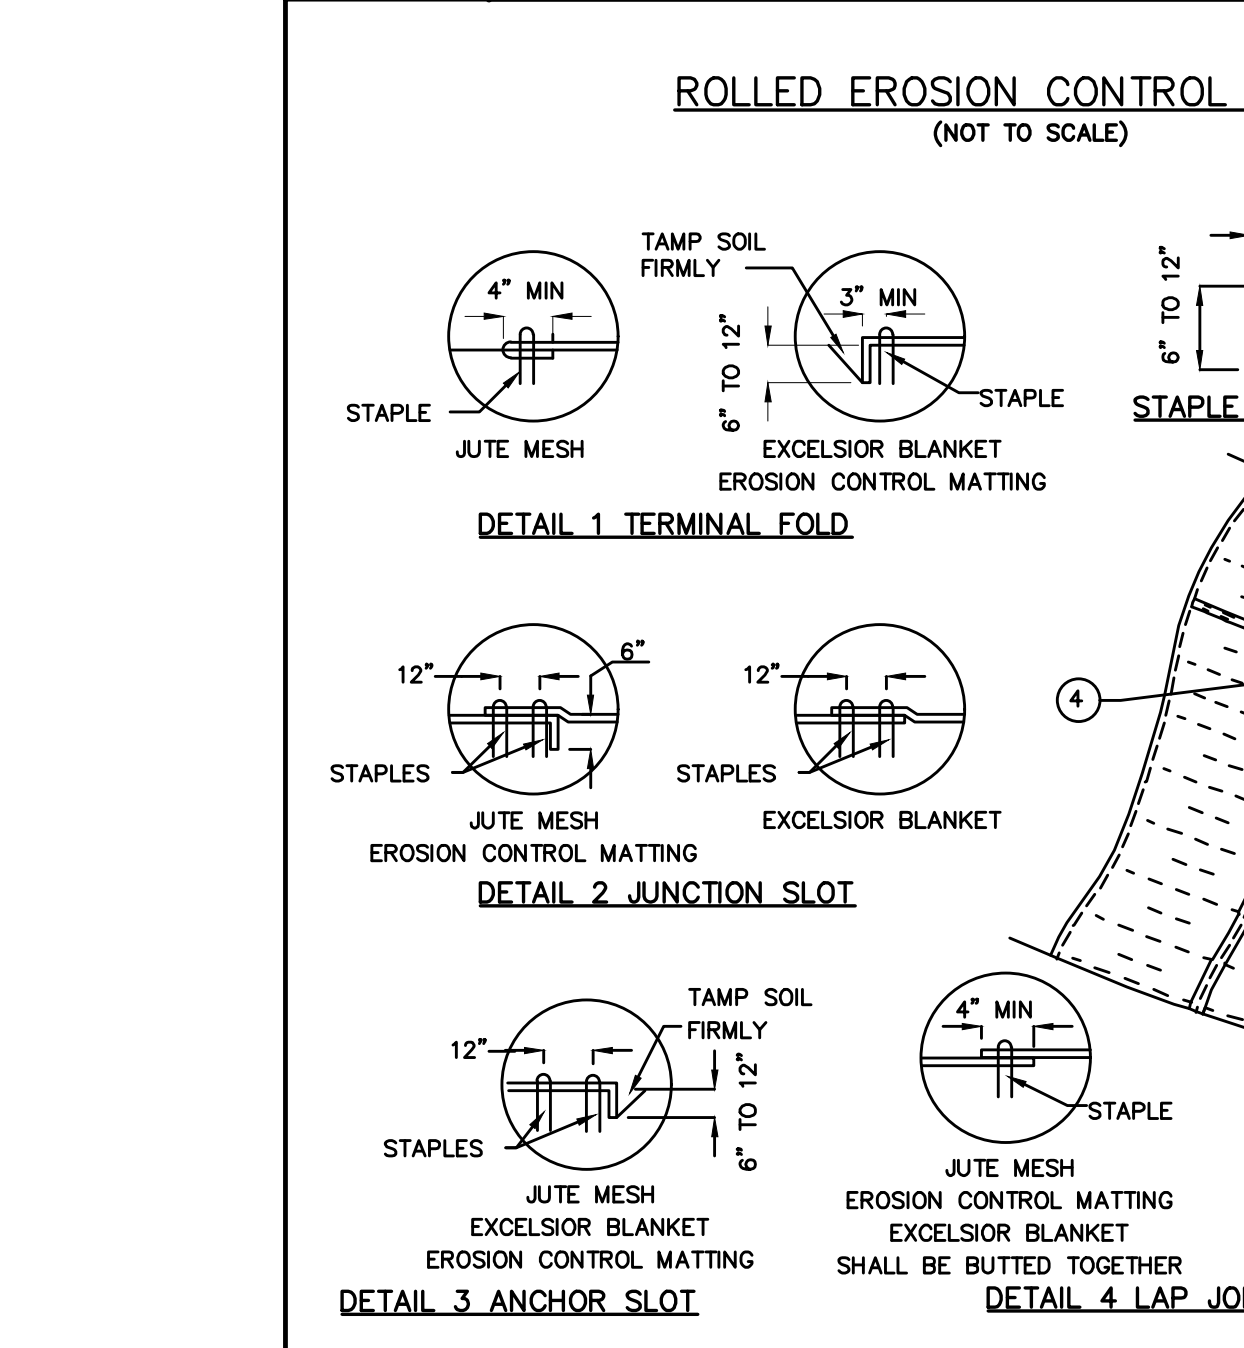 ROLLED EROSION CONTROL
(NOT TO SCALE)
TAMP SOIL
FIRMLY
4” MIN
STAPLE
JUTE MESH
3” MIN
6” TO 12”
STAPLE
EXCELSIOR BLANKET
EROSION CONTROL MATTING
DETAIL 1 TERMINAL FOLD
6” TO 12”
STAPLE
12”
6”
STAPLES
JUTE MESH
EROSION CONTROL MATTING
12”
STAPLES
EXCELSIOR BLANKET
DETAIL 2 JUNCTION SLOT
4
TAMP SOIL
FIRMLY
12”
6” TO 12”
STAPLES
JUTE MESH
EXCELSIOR BLANKET
EROSION CONTROL MATTING
DETAIL 3 ANCHOR SLOT
4” MIN
STAPLE
JUTE MESH
EROSION CONTROL MATTING
EXCELSIOR BLANKET
SHALL BE BUTTED TOGETHER
DETAIL 4 LAP